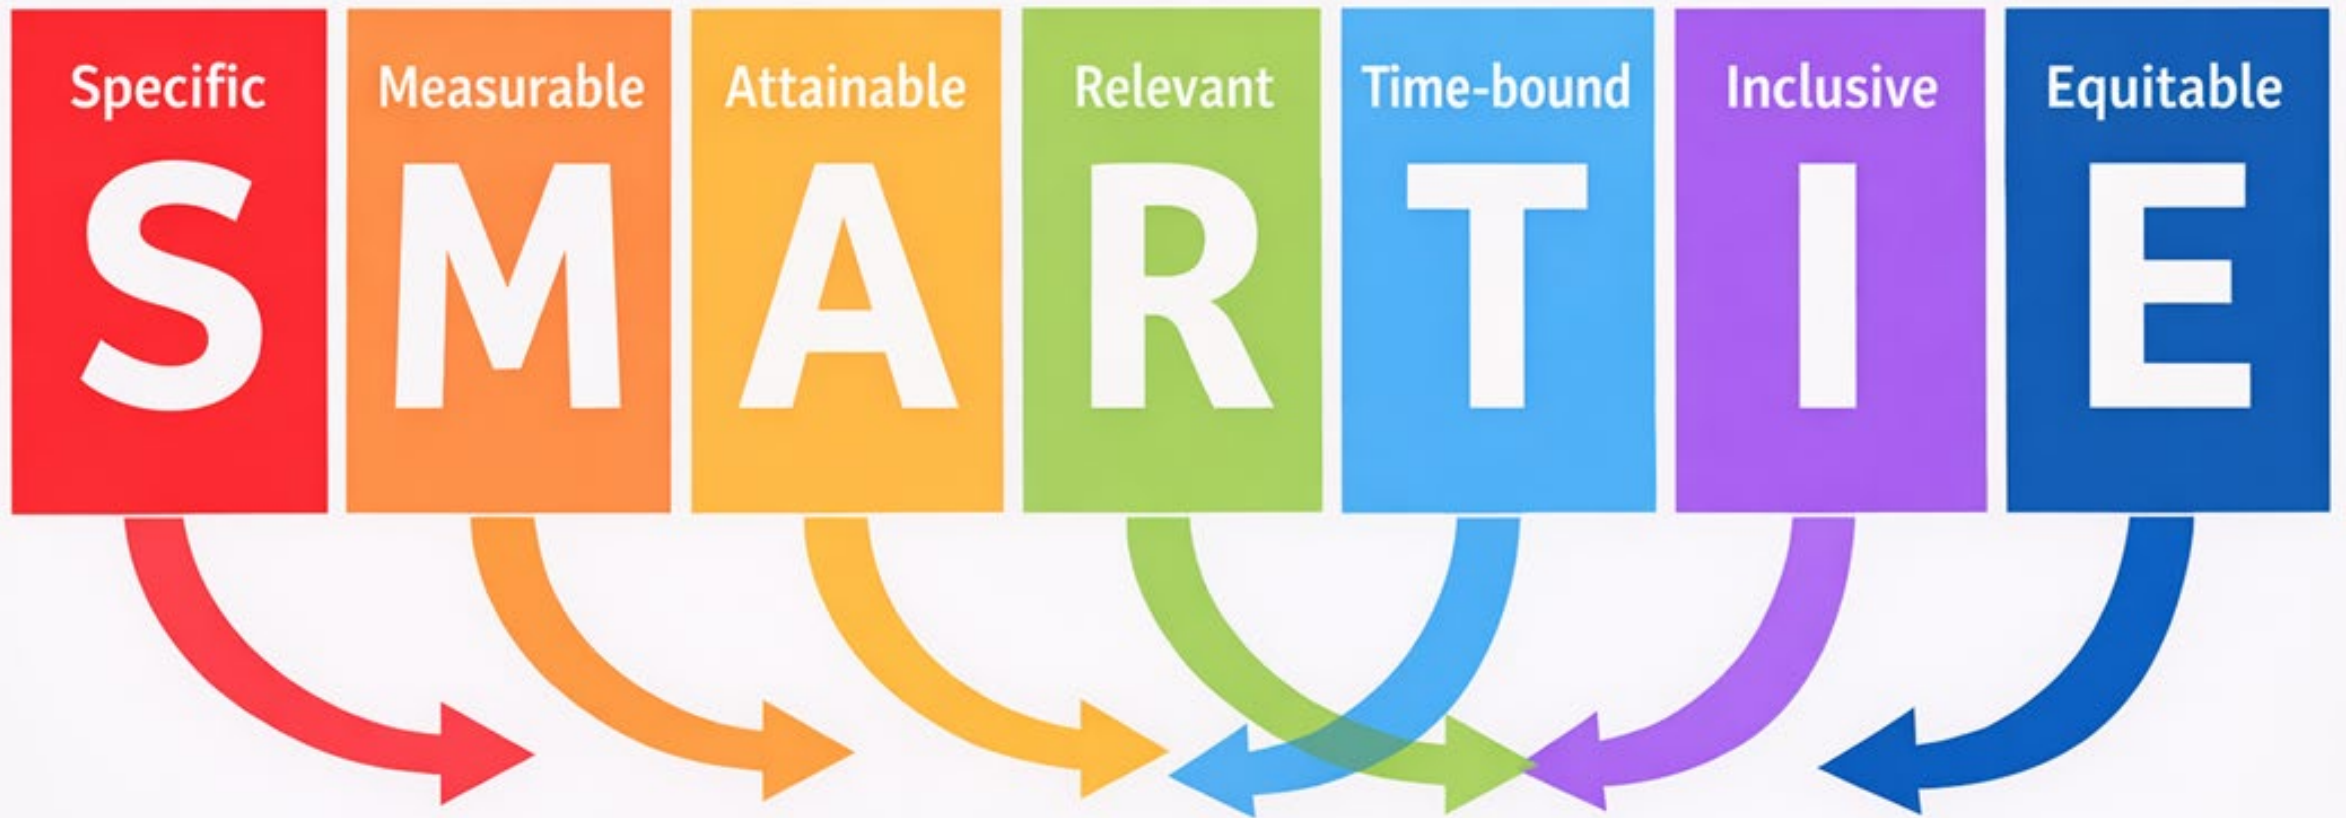 Specific Measurable Attainable Relevant Time-bound Inclusive Equitable
S M A R T I E